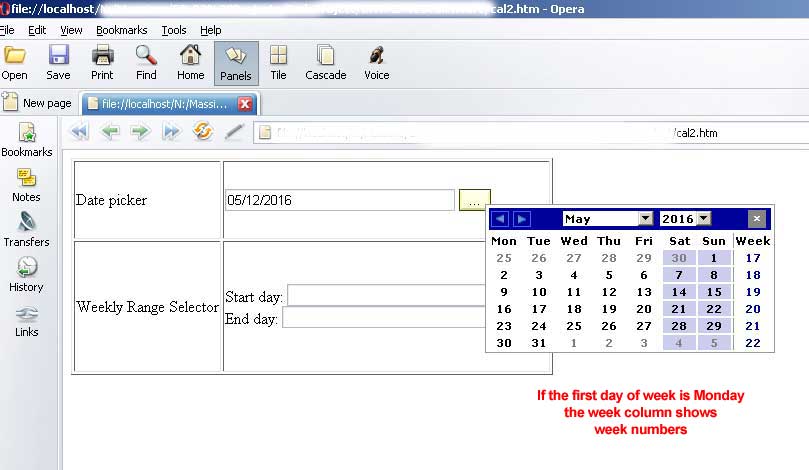 file://localhost/ /cal2.htm - Opera
File Edit View Bookmarks Tools Help
Open Save Print Find Home Panels Tile Cascade Voice
New page file://localhost/N:/Massi...
/cal2.htm
Bookmarks
Notes
Transfers
History
Links
Date picker 05/12/2016 ...
Weekly Range Selector
Start day:
End day:
May 2016 ×
Mon Tue Wed Thu Fri Sat Sun Week
25 26 27 28 29 30 1 17
2 3 4 5 6 7 8 18
9 10 11 12 13 14 15 19
16 17 18 19 20 21 22 20
23 24 25 26 27 28 29 21
30 31 1 2 3 4 5 22
If the first day of week is Monday
the week column shows
week numbers